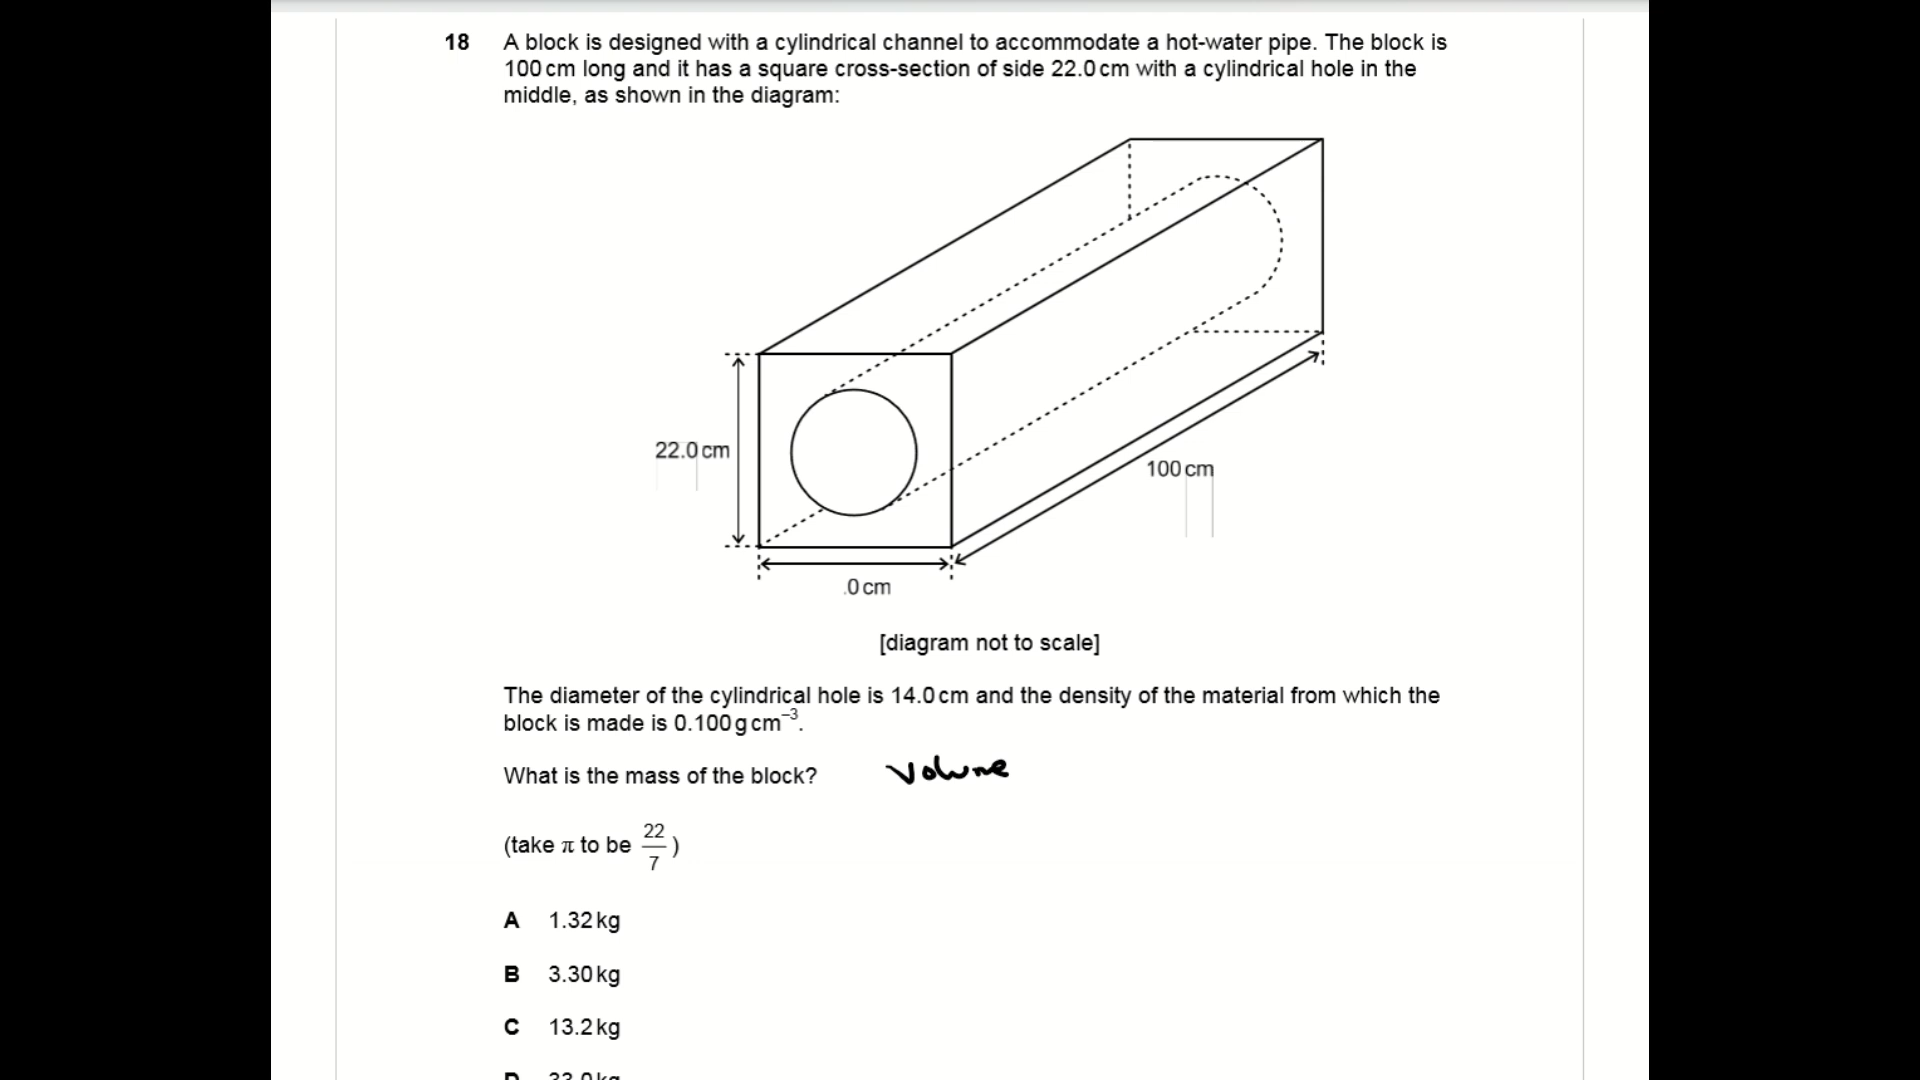 18 A block is designed with a cylindrical channel to accommodate a hot-water pipe. The block is
100 cm long and it has a square cross-section of side 22.0 cm with a cylindrical hole in the
middle, as shown in the diagram:
22.0 cm
100 cm
.0 cm
[diagram not to scale]
The diameter of the cylindrical hole is 14.0 cm and the density of the material from which the
block is made is 0.100 g cm⁻³.
What is the mass of the block? Volume
(take π to be 22/7)
A 1.32 kg
B 3.30 kg
C 13.2 kg